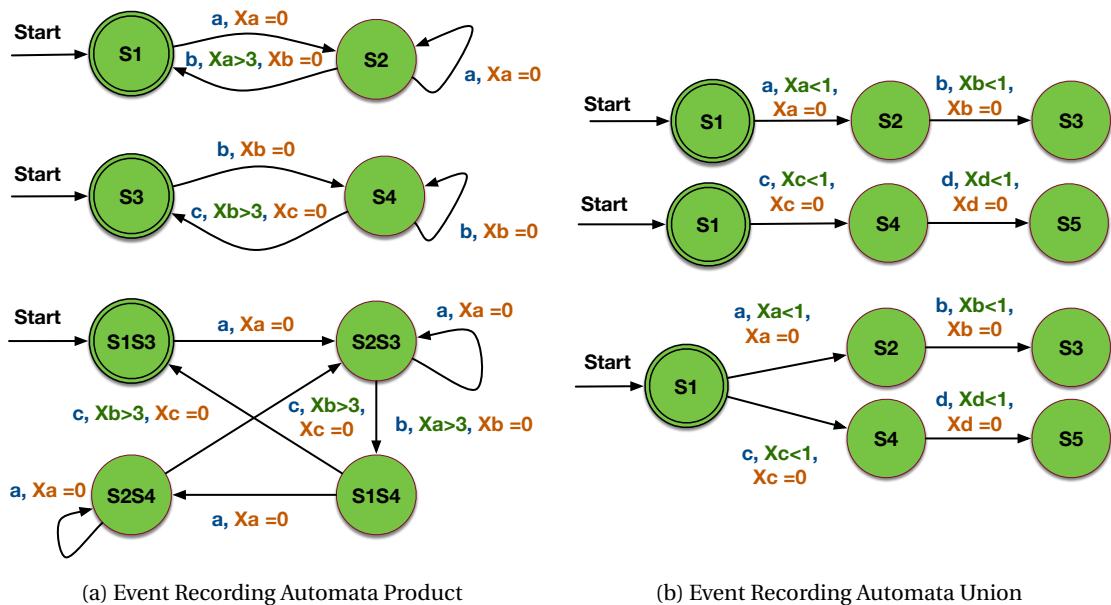 a, Xa =0
Start
S1
b, Xa>3, Xb =0
S2
a, Xa =0
b, Xb =0
Start
S3
S4
c, Xb>3, Xc =0
b, Xb =0
Start
a, Xa =0
a, Xa =0
S1S3
S2S3
c, Xb>3, Xc =0
c, Xb>3,
Xc =0
b, Xa>3, Xb =0
a, Xa =0
S2S4
S1S4
a, Xa =0
(a) Event Recording Automata Product
Start
S1
a, Xa<1,
Xa =0
S2
b, Xb<1,
Xb =0
S3
Start
S1
c, Xc<1,
Xc =0
S4
d, Xd<1,
Xd =0
S5
a, Xa<1,
Xa =0
S2
b, Xb<1,
Xb =0
S3
Start
S1
c, Xc<1,
Xc =0
S4
d, Xd<1,
Xd =0
S5
(b) Event Recording Automata Union